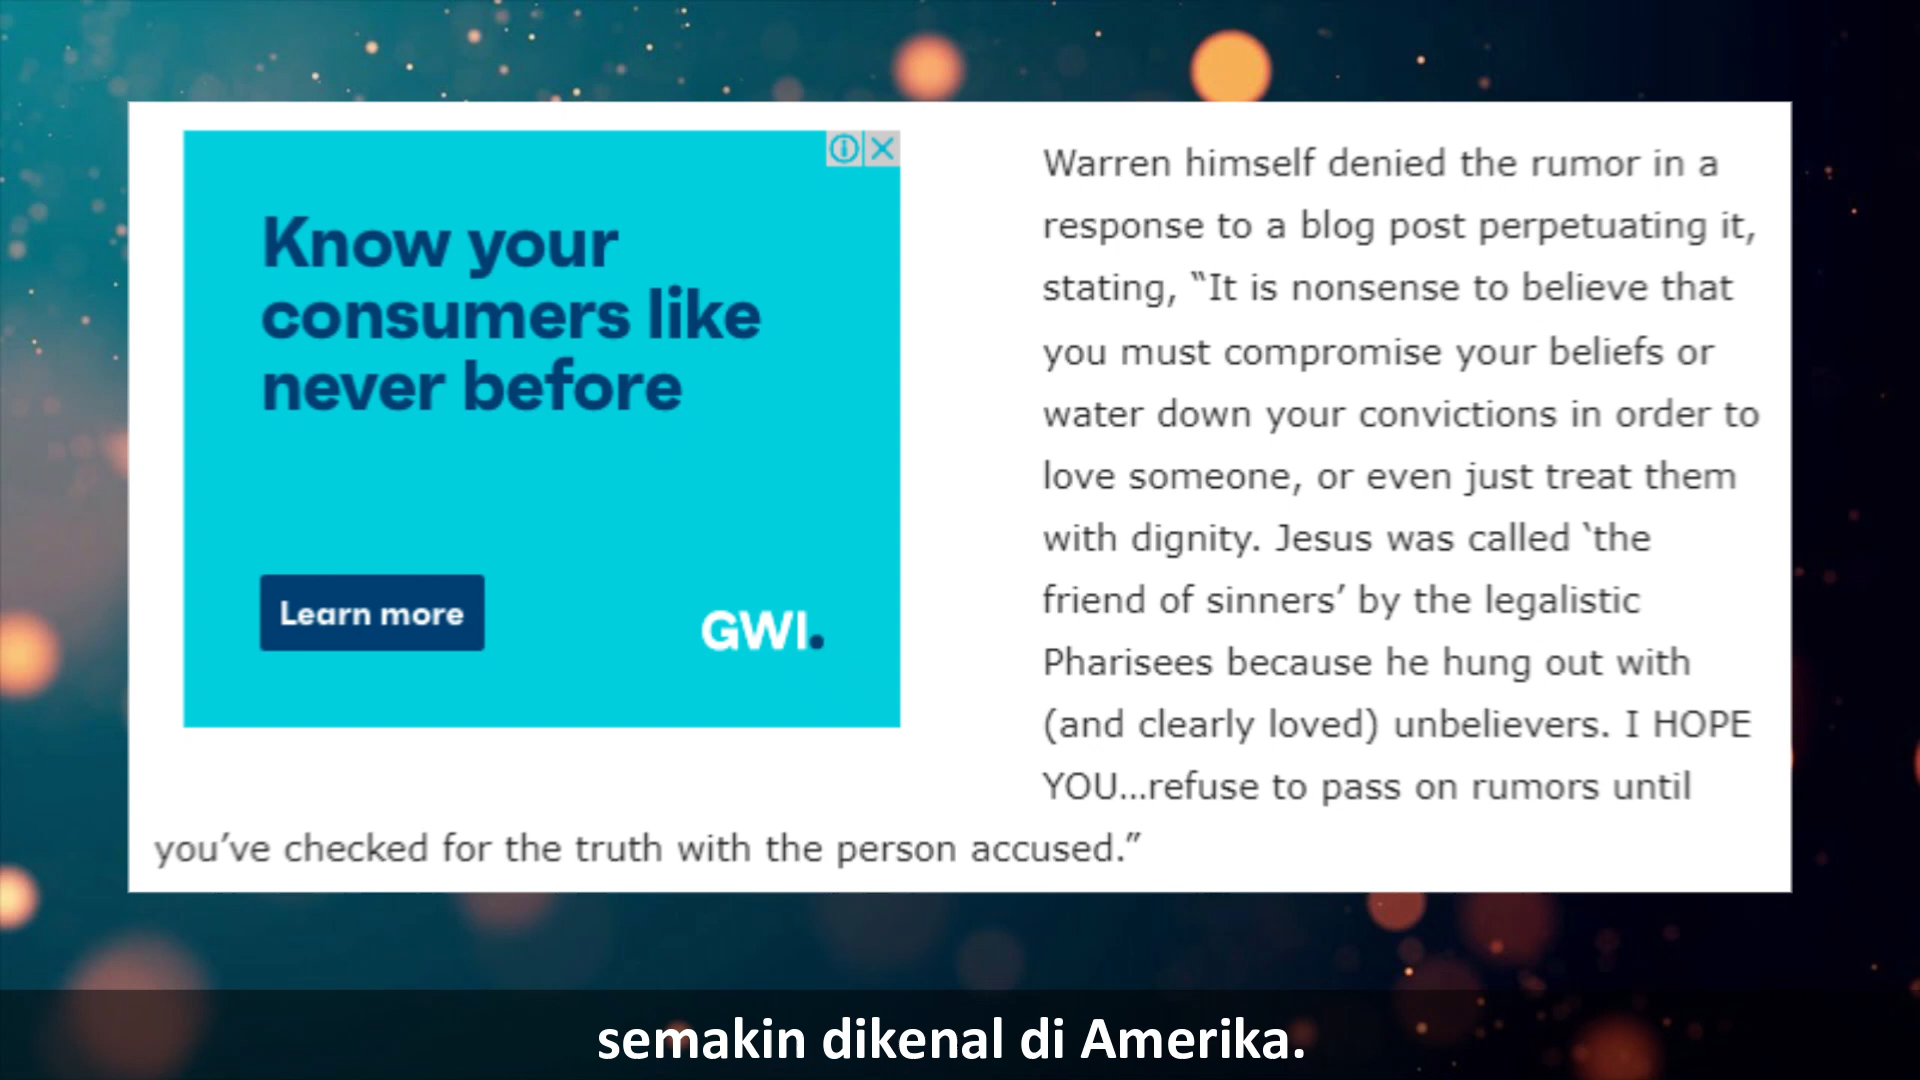 Know your
consumers like
never before
Learn more
GWI.
Warren himself denied the rumor in a
response to a blog post perpetuating it,
stating, “It is nonsense to believe that
you must compromise your beliefs or
water down your convictions in order to
love someone, or even just treat them
with dignity. Jesus was called ‘the
friend of sinners’ by the legalistic
Pharisees because he hung out with
(and clearly loved) unbelievers. I HOPE
YOU…refuse to pass on rumors until
you’ve checked for the truth with the person accused.”
semakin dikenal di Amerika.